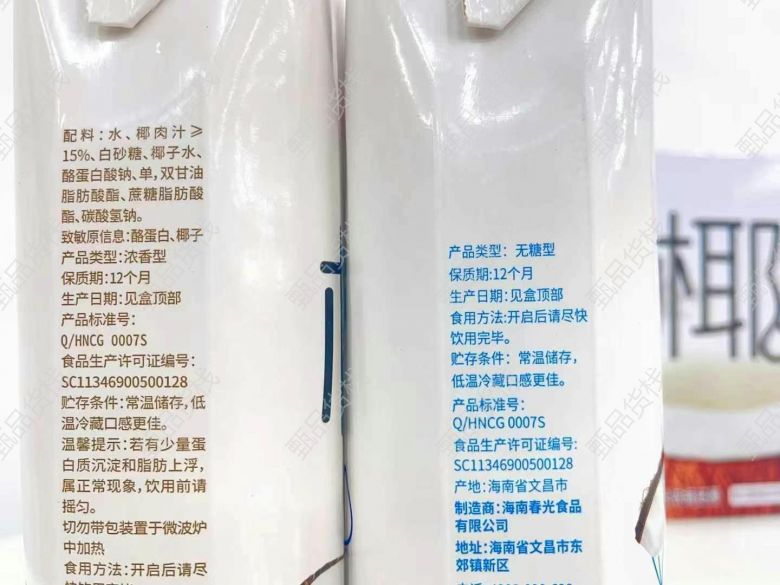 配料:水、椰肉汁≥
15%、白砂糖、椰子水、
酪蛋白酸钠、单,双甘油
脂肪酸酯、蔗糖脂肪酸
酯、碳酸氢钠。
致敏原信息:酪蛋白、椰子
产品类型:浓香型
保质期:12个月
生产日期:见盒顶部
产品标准号:
Q/HNCG 0007S
食品生产许可证编号:
SC11346900500128
贮存条件:常温储存,低
温冷藏口感更佳。
温馨提示:若有少量蛋
白质沉淀和脂肪上浮,
属正常现象,饮用前请
摇匀。
切勿带包装置于微波炉
中加热
食用方法:开启后请尽
快饮用完毕
产品类型:无糖型
保质期:12个月
生产日期:见盒顶部
食用方法:开启后请尽快
饮用完毕。
贮存条件:常温储存,
低温冷藏口感更佳。
产品标准号:
Q/HNCG 0007S
食品生产许可证编号:
SC11346900500128
产地:海南省文昌市
制造商:海南春光食品
有限公司
地址:海南省文昌市东
郊镇新区
椰
甄品货栈